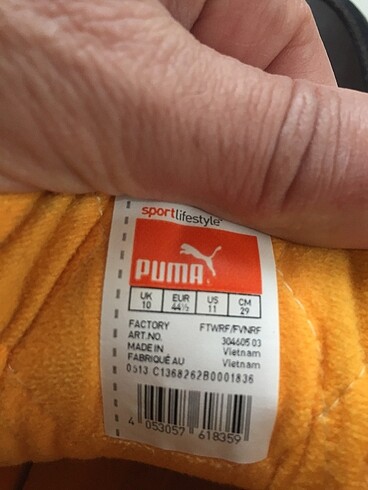 sportlifestyle
PUMA
UK EUR US CM
10 44½ 11 29
FACTORY FTWRF/FVNRF
ART.NO. 304605 03
MADE IN Vietnam
FABRIQUÉ AU Vietnam
0513 C1368262B0001836
4 053057 618359